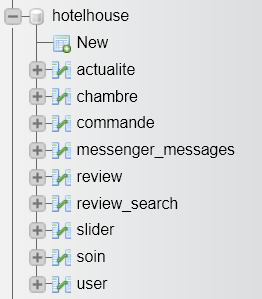 hotelhouse
New
actualite
chambre
commande
messenger_messages
review
review_search
slider
soin
user